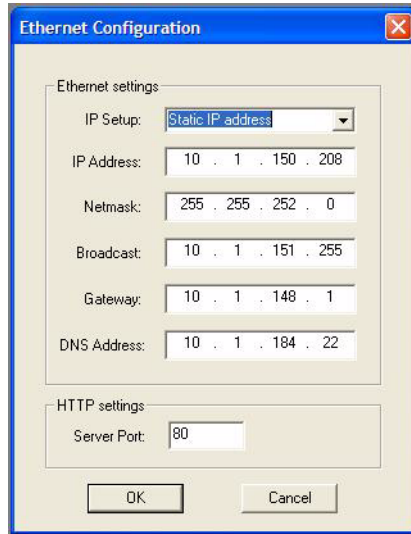 Ethernet Configuration
Ethernet settings
IP Setup: Static IP address
IP Address: 10 . 1 . 150 . 208
Netmask: 255 . 255 . 252 . 0
Broadcast: 10 . 1 . 151 . 255
Gateway: 10 . 1 . 148 . 1
DNS Address: 10 . 1 . 184 . 22
HTTP settings
Server Port: 80
OK Cancel